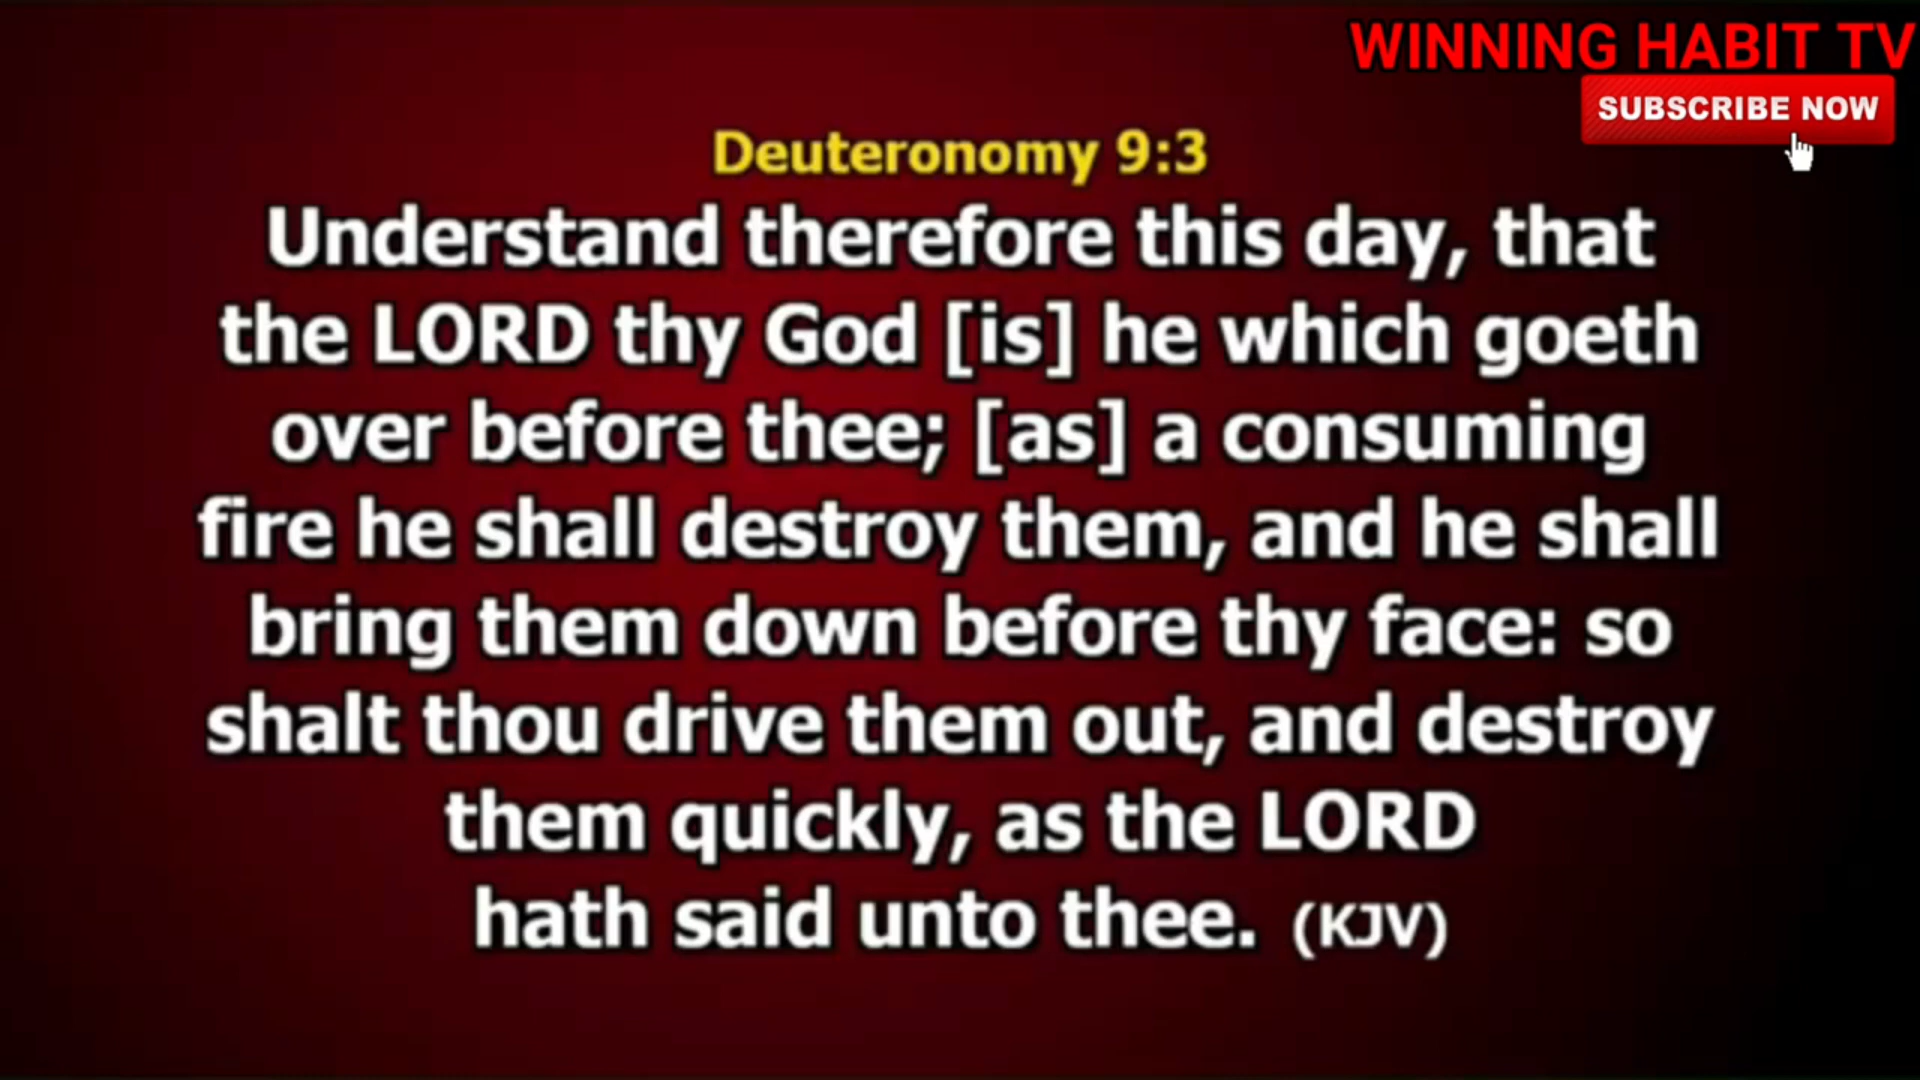 WINNING HABIT TV
SUBSCRIBE NOW
Deuteronomy 9:3
Understand therefore this day, that
the LORD thy God [is] he which goeth
over before thee; [as] a consuming
fire he shall destroy them, and he shall
bring them down before thy face: so
shalt thou drive them out, and destroy
them quickly, as the LORD
hath said unto thee. (KJV)